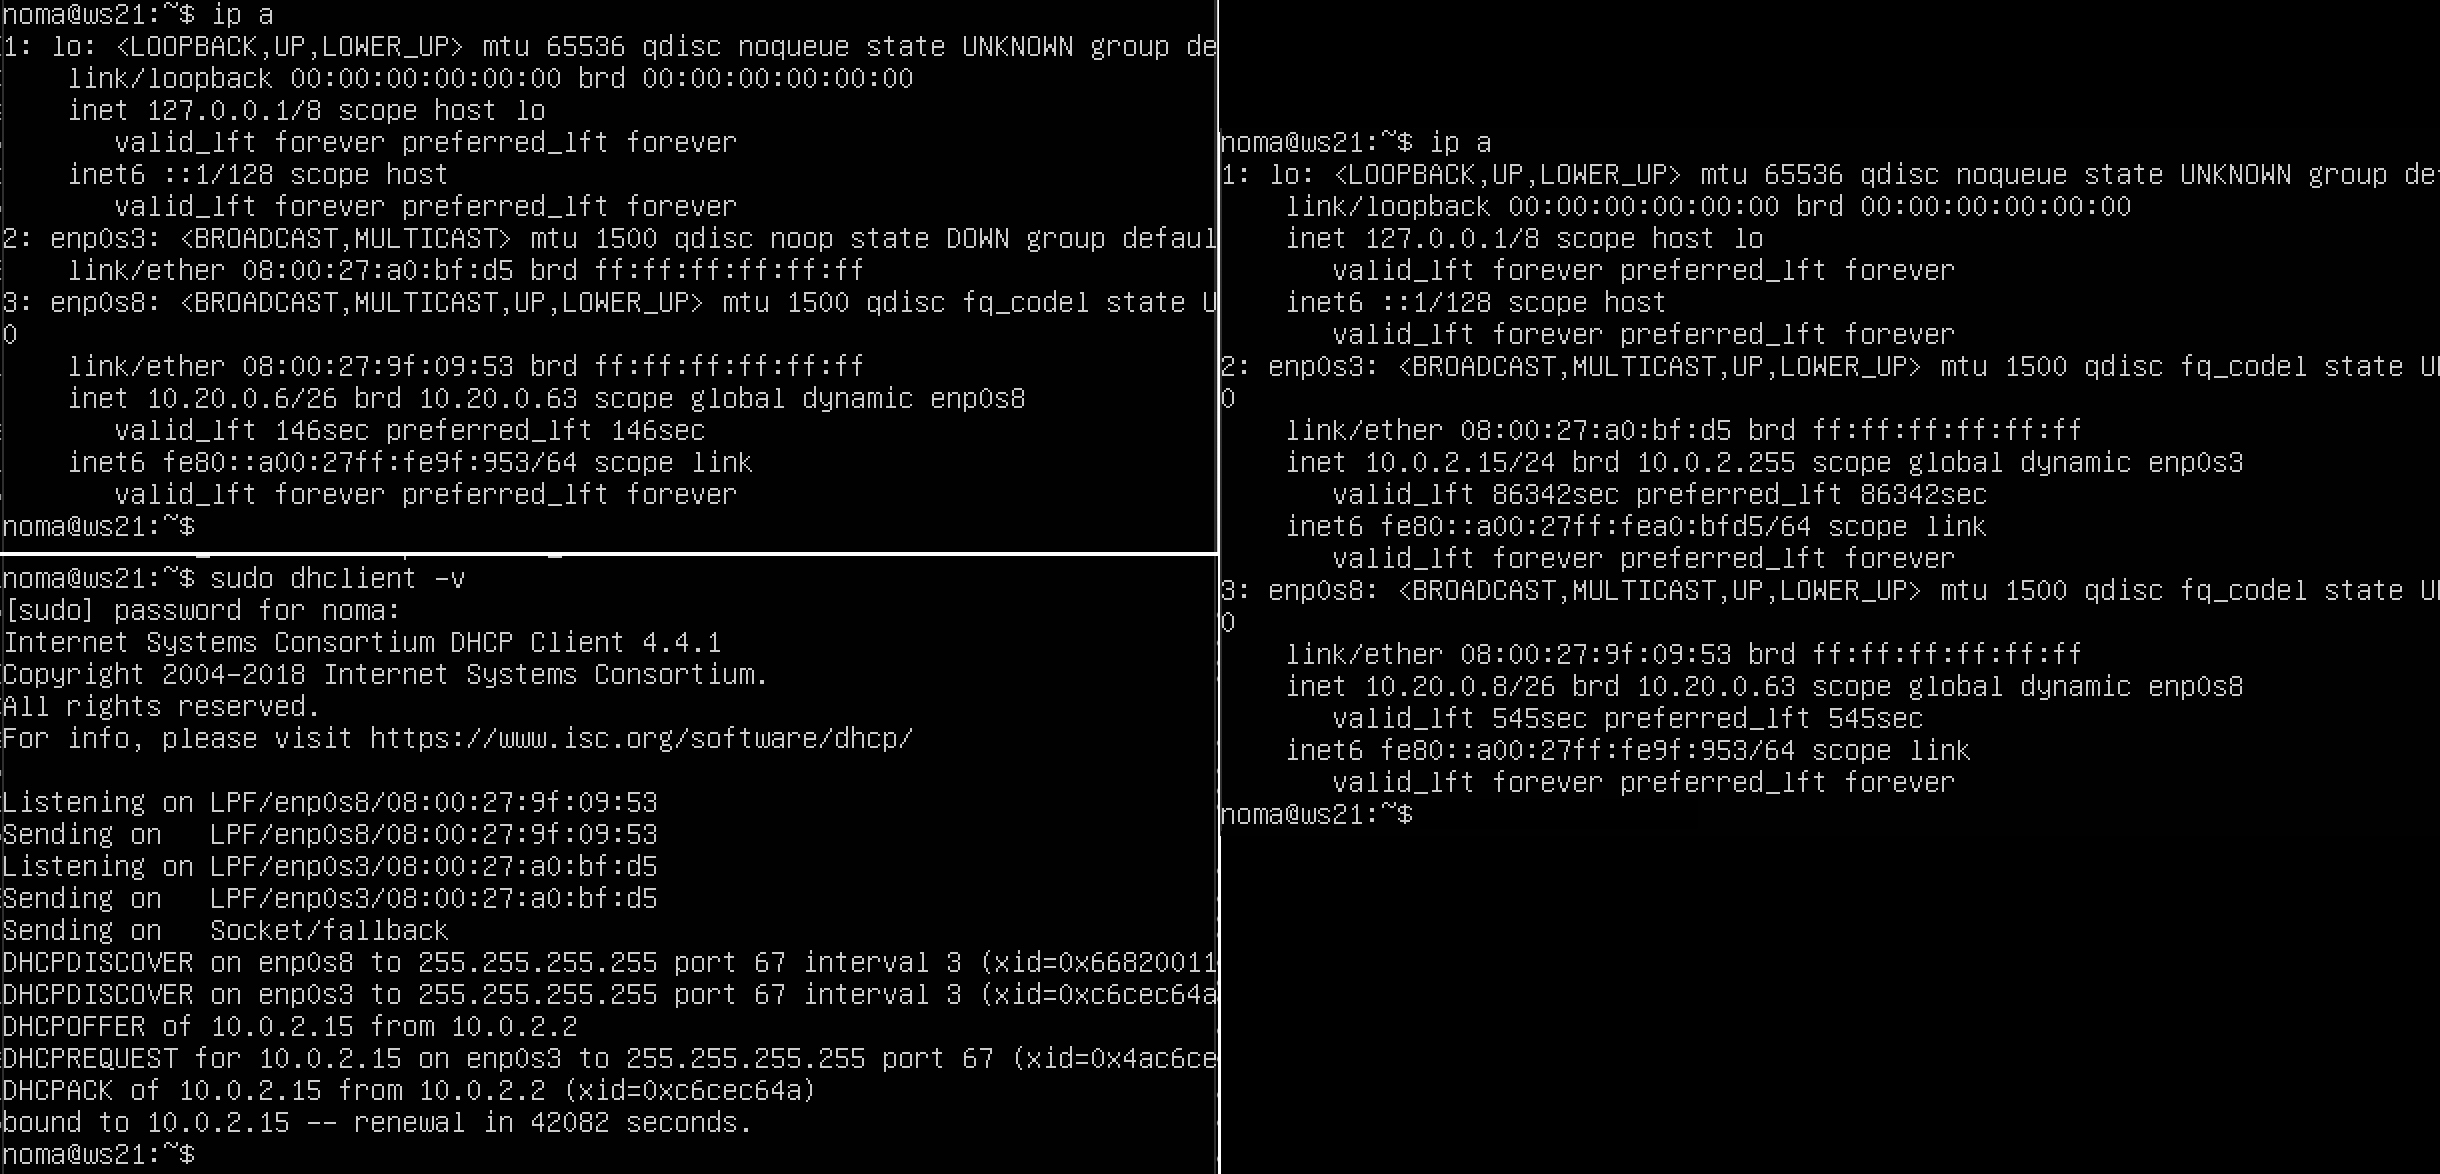 noma@ws21:~$ ip a
1: lo: <LOOPBACK,UP,LOWER_UP> mtu 65536 qdisc noqueue state UNKNOWN group de
link/loopback 00:00:00:00:00:00 brd 00:00:00:00:00:00
inet 127.0.0.1/8 scope host lo
valid_lft forever preferred_lft forever
inet6 ::1/128 scope host
valid_lft forever preferred_lft forever
2: enp0s3: <BROADCAST,MULTICAST> mtu 1500 qdisc noop state DOWN group defaul
link/ether 08:00:27:a0:bf:d5 brd ff:ff:ff:ff:ff:ff
3: enp0s8: <BROADCAST,MULTICAST,UP,LOWER_UP> mtu 1500 qdisc fq_codel state U
0
link/ether 08:00:27:9f:09:53 brd ff:ff:ff:ff:ff:ff
inet 10.20.0.6/26 brd 10.20.0.63 scope global dynamic enp0s8
valid_lft 146sec preferred_lft 146sec
inet6 fe80::a00:27ff:fe9f:953/64 scope link
valid_lft forever preferred_lft forever
noma@ws21:~$
noma@ws21:~$ sudo dhclient -v
[sudo] password for noma:
Internet Systems Consortium DHCP Client 4.4.1
Copyright 2004-2018 Internet Systems Consortium.
All rights reserved.
For info, please visit https://www.isc.org/software/dhcp/
Listening on LPF/enp0s8/08:00:27:9f:09:53
Sending on   LPF/enp0s8/08:00:27:9f:09:53
Listening on LPF/enp0s3/08:00:27:a0:bf:d5
Sending on   LPF/enp0s3/08:00:27:a0:bf:d5
Sending on   Socket/fallback
DHCPDISCOVER on enp0s8 to 255.255.255.255 port 67 interval 3 (xid=0x66820011
DHCPDISCOVER on enp0s3 to 255.255.255.255 port 67 interval 3 (xid=0xc6cec64a
DHCPOFFER of 10.0.2.15 from 10.0.2.2
DHCPREQUEST for 10.0.2.15 on enp0s3 to 255.255.255.255 port 67 (xid=0x4ac6ce
DHCPACK of 10.0.2.15 from 10.0.2.2 (xid=0xc6cec64a)
bound to 10.0.2.15 -- renewal in 42082 seconds.
noma@ws21:~$
noma@ws21:~$ ip a
1: lo: <LOOPBACK,UP,LOWER_UP> mtu 65536 qdisc noqueue state UNKNOWN group de
link/loopback 00:00:00:00:00:00 brd 00:00:00:00:00:00
inet 127.0.0.1/8 scope host lo
valid_lft forever preferred_lft forever
inet6 ::1/128 scope host
valid_lft forever preferred_lft forever
2: enp0s3: <BROADCAST,MULTICAST,UP,LOWER_UP> mtu 1500 qdisc fq_codel state U
0
link/ether 08:00:27:a0:bf:d5 brd ff:ff:ff:ff:ff:ff
inet 10.0.2.15/24 brd 10.0.2.255 scope global dynamic enp0s3
valid_lft 86342sec preferred_lft 86342sec
inet6 fe80::a00:27ff:fea0:bfd5/64 scope link
valid_lft forever preferred_lft forever
3: enp0s8: <BROADCAST,MULTICAST,UP,LOWER_UP> mtu 1500 qdisc fq_codel state U
0
link/ether 08:00:27:9f:09:53 brd ff:ff:ff:ff:ff:ff
inet 10.20.0.8/26 brd 10.20.0.63 scope global dynamic enp0s8
valid_lft 545sec preferred_lft 545sec
inet6 fe80::a00:27ff:fe9f:953/64 scope link
valid_lft forever preferred_lft forever
noma@ws21:~$